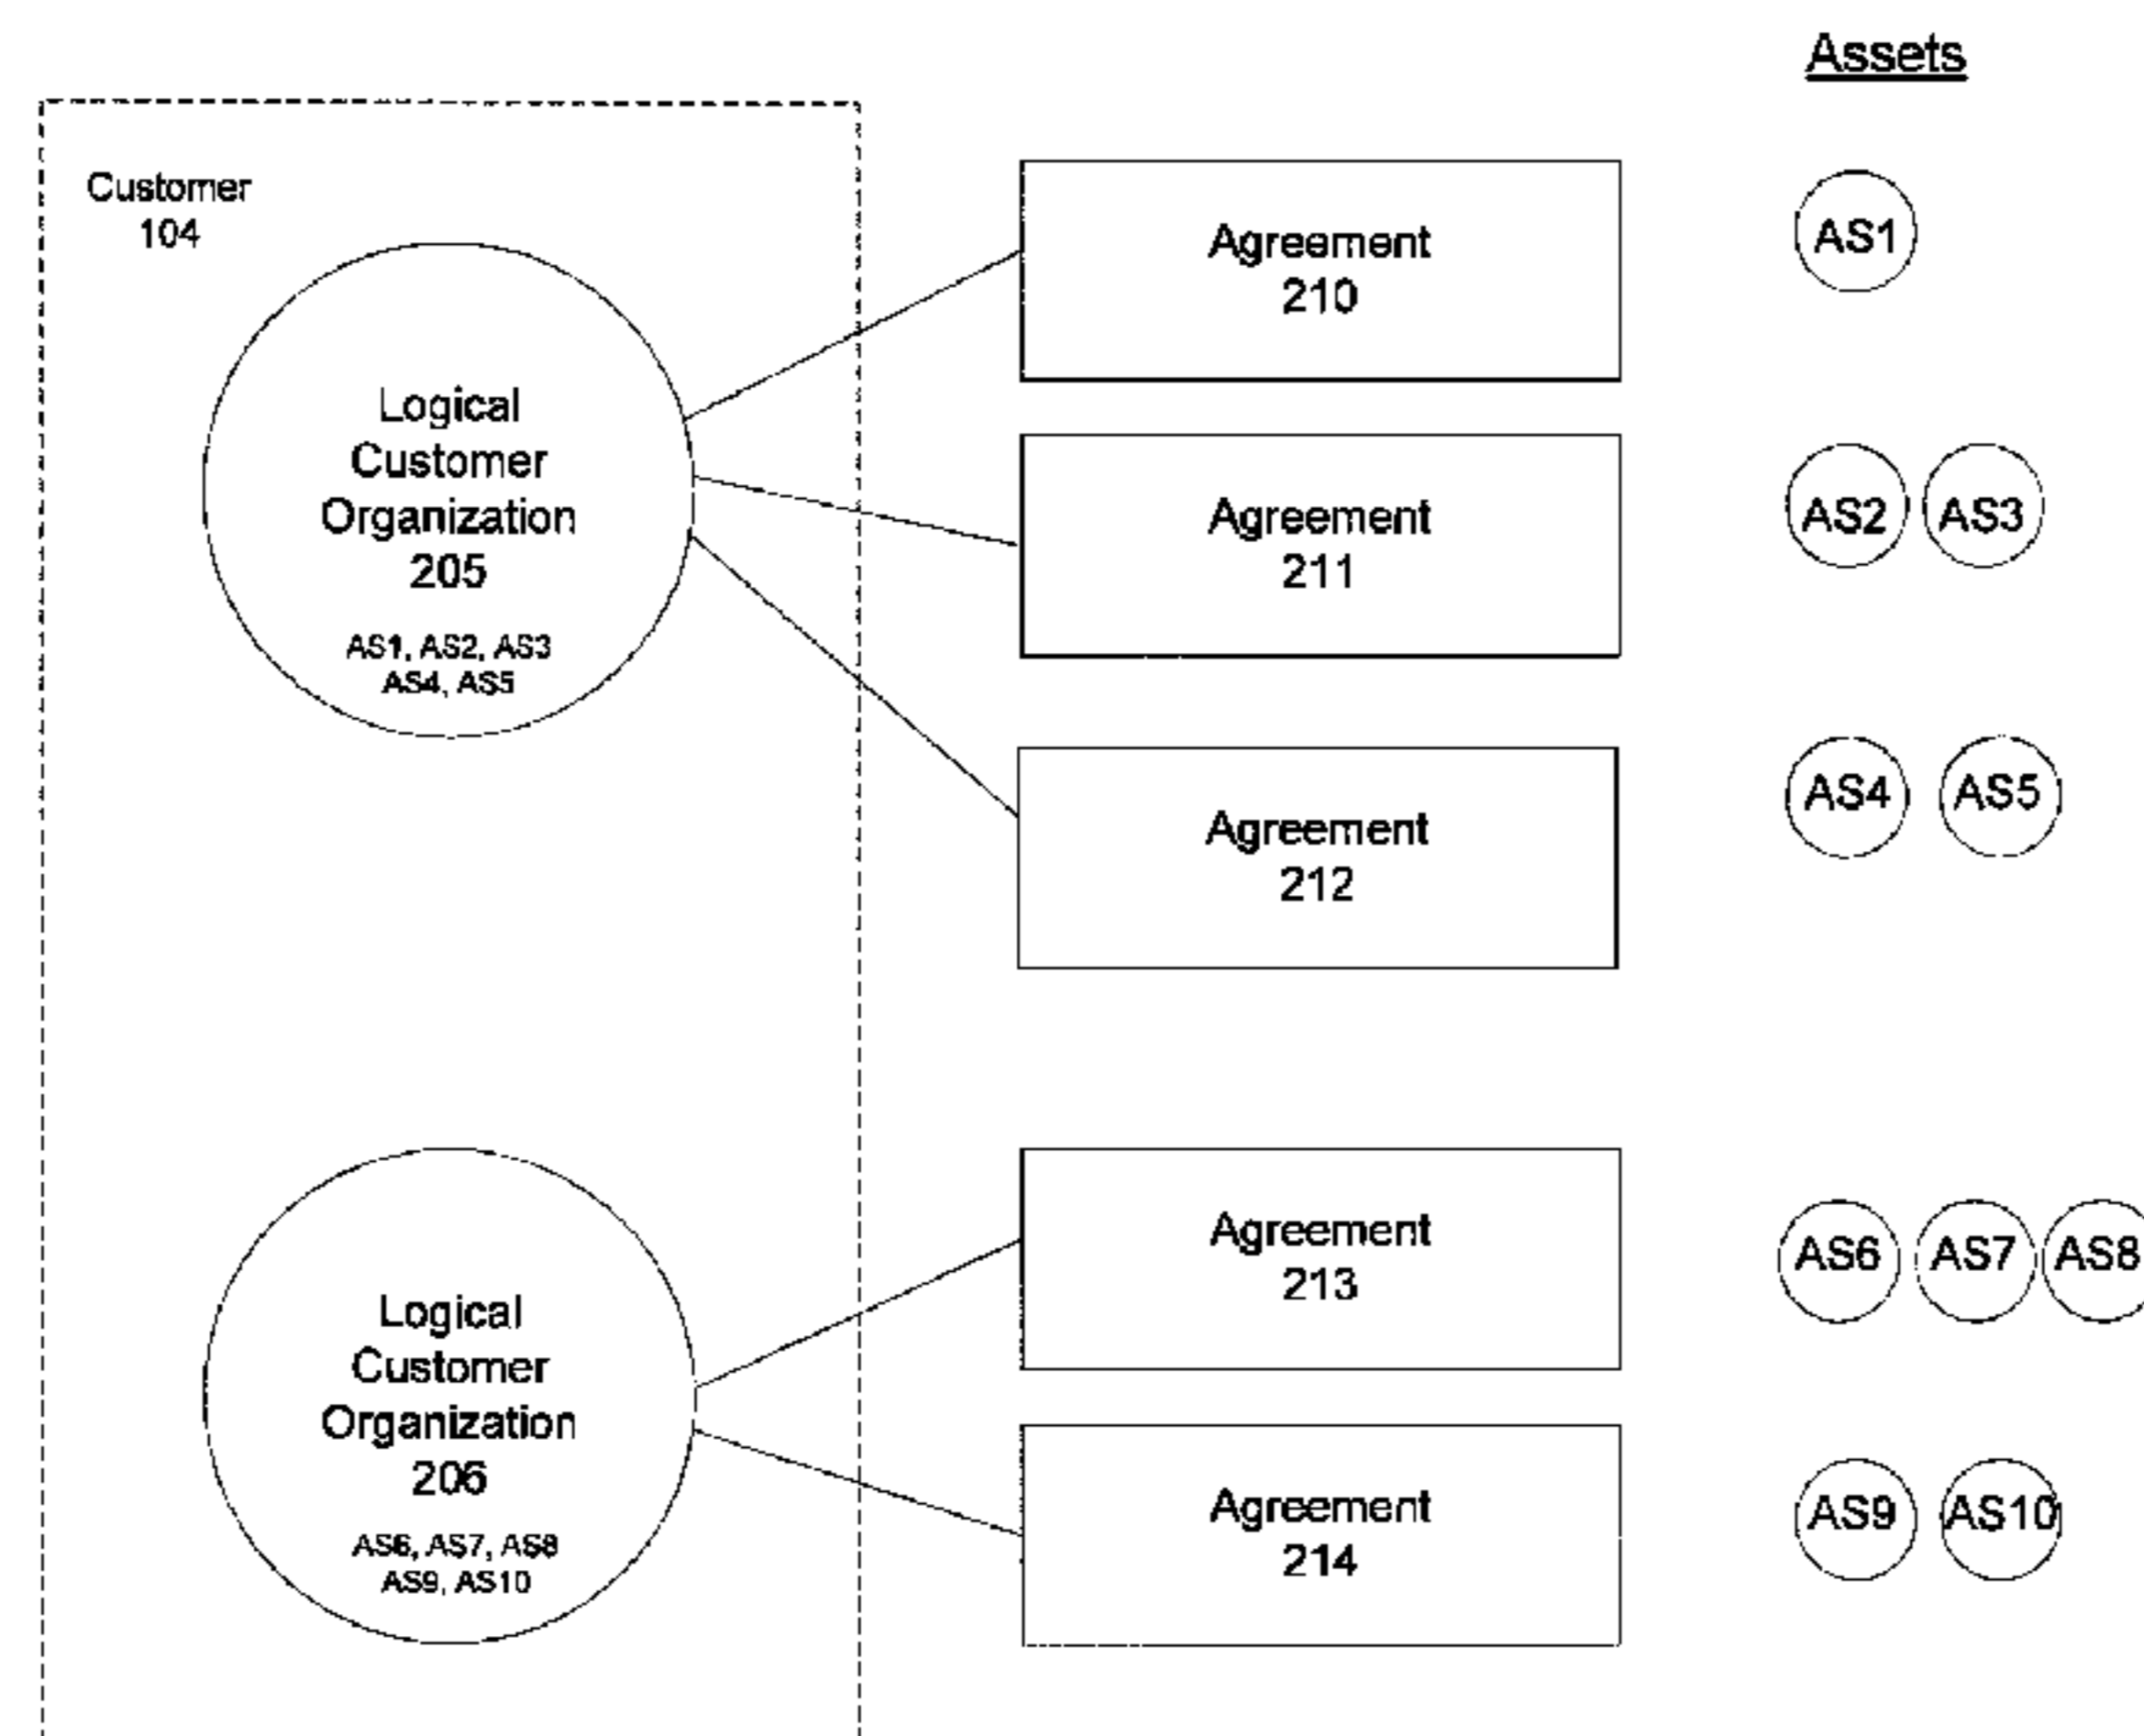 Assets
Customer
104
Agreement
210
AS1
Logical
Customer
Organization
205
AS1, AS2, AS3
AS4, AS5
Agreement
211
AS2 AS3
Agreement
212
AS4 AS5
Logical
Customer
Organization
206
AS6, AS7, AS8
AS9, AS10
Agreement
213
AS6 AS7 AS8
Agreement
214
AS9 AS10